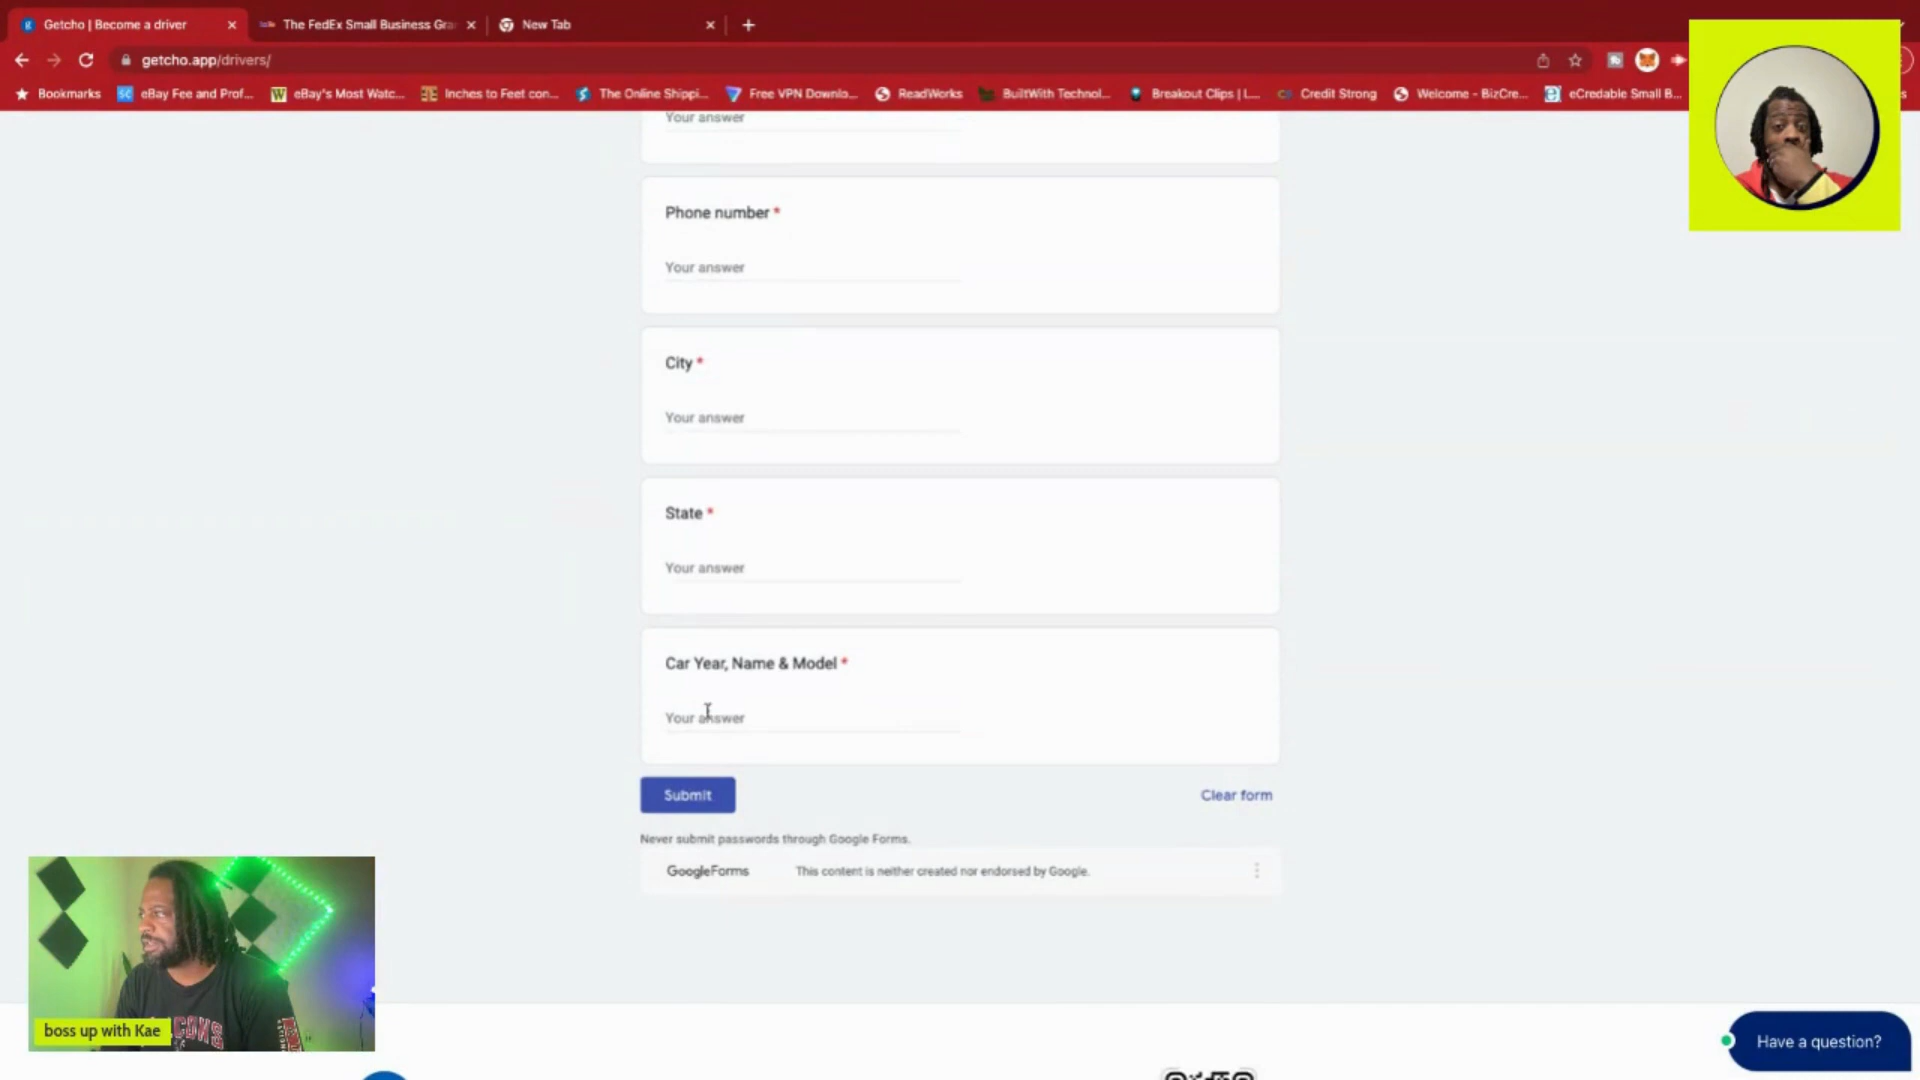 Getcho | Become a driver
The FedEx Small Business Gra
New Tab
getcho.app/drivers/
Bookmarks
eBay Fee and Prof...
eBay's Most Watc...
Inches to Feet con...
The Online Shippi...
Free VPN Downlo...
ReadWorks
BuiltWith Technol...
Breakout Clips | L...
Credit Strong
Welcome - BizCre...
eCredable Small B...
Your answer
Phone number *
Your answer
City *
Your answer
State *
Your answer
Car Year, Name & Model *
Your answer
Submit
Clear form
Never submit passwords through Google Forms.
GoogleForms
This content is neither created nor endorsed by Google.
boss up with Kae
Have a question?